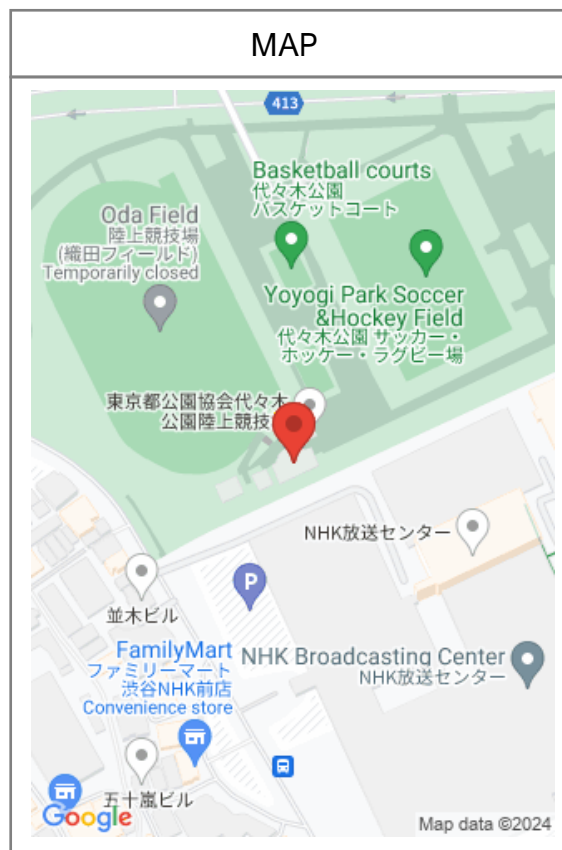 MAP
413
Basketball courts
代々木公園
バスケットコート
Oda Field
陸上競技場
(織田フィールド)
Temporarily closed
Yoyogi Park Soccer
&Hockey Field
代々木公園 サッカー・
ホッケー・ラグビー場
東京都公園協会代々木
公園陸上競技
NHK放送センター
P
並木ビル
FamilyMart
ファミリーマート
渋谷NHK前店
Convenience store
NHK Broadcasting Center
NHK放送センター
五十嵐ビル
Google
Map data ©2024